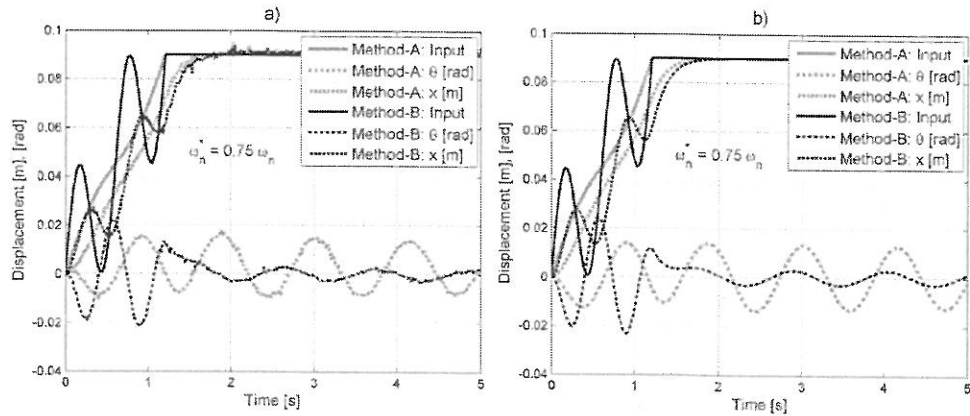 a)
0.1
0.08
0.06
0.04
0.02
0
-0.02
-0.04
Displacement [m], [rad]
Method-A: Input
Method-A: θ [rad]
Method-A: x [m]
Method-B: Input
Method-B: θ [rad]
Method-B: x [m]
ω*n = 0.75 ωn
0 1 2 3 4 5
Time [s]
b)
0.1
0.08
0.06
0.04
0.02
0
-0.02
-0.04
Displacement [m], [rad]
Method-A: Input
Method-A: θ [rad]
Method-A: x [m]
Method-B: Input
Method-B: θ [rad]
Method-B: x [m]
ω*n = 0.75 ωn
0 1 2 3 4 5
Time [s]